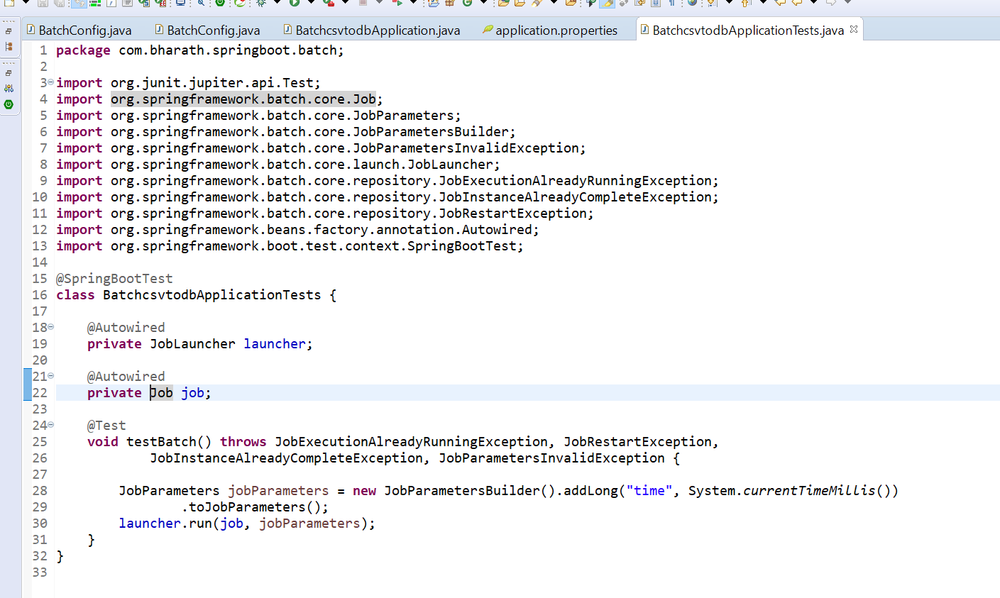 BatchConfig.java BatchConfig.java BatchcsvtodbApplication.java application.properties BatchcsvtodbApplicationTests.java
1 package com.bharath.springboot.batch;
2
3 import org.junit.jupiter.api.Test;
4 import org.springframework.batch.core.Job;
5 import org.springframework.batch.core.JobParameters;
6 import org.springframework.batch.core.JobParametersBuilder;
7 import org.springframework.batch.core.JobParametersInvalidException;
8 import org.springframework.batch.core.launch.JobLauncher;
9 import org.springframework.batch.core.repository.JobExecutionAlreadyRunningException;
10 import org.springframework.batch.core.repository.JobInstanceAlreadyCompleteException;
11 import org.springframework.batch.core.repository.JobRestartException;
12 import org.springframework.beans.factory.annotation.Autowired;
13 import org.springframework.boot.test.context.SpringBootTest;
14
15 @SpringBootTest
16 class BatchcsvtodbApplicationTests {
17
18 @Autowired
19 private JobLauncher launcher;
20
21 @Autowired
22 private Job job;
23
24 @Test
25 void testBatch() throws JobExecutionAlreadyRunningException, JobRestartException,
26 JobInstanceAlreadyCompleteException, JobParametersInvalidException {
27
28 JobParameters jobParameters = new JobParametersBuilder().addLong("time", System.currentTimeMillis())
29 .toJobParameters();
30 launcher.run(job, jobParameters);
31 }
32 }
33